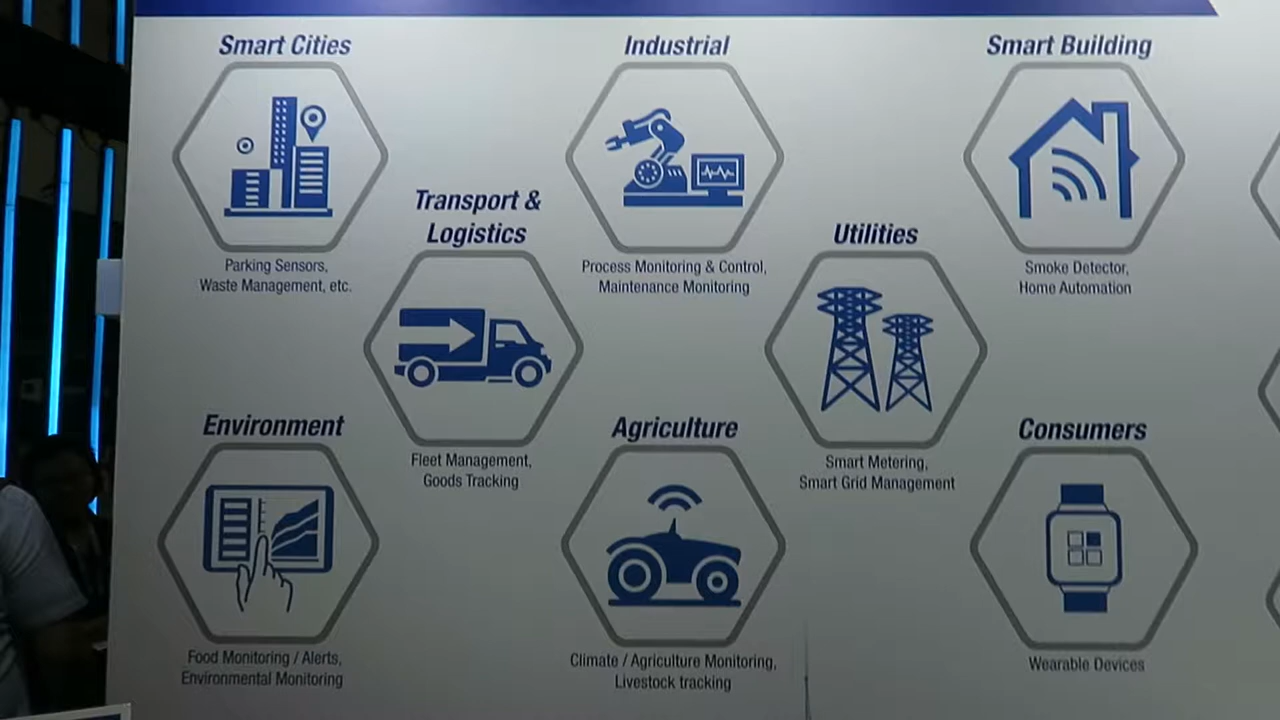 Smart Cities
Parking Sensors,
Waste Management, etc.
Industrial
Process Monitoring & Control,
Maintenance Monitoring
Smart Building
Smoke Detector,
Home Automation
Transport &
Logistics
Fleet Management,
Goods Tracking
Utilities
Smart Metering,
Smart Grid Management
Environment
Food Monitoring / Alerts,
Environmental Monitoring
Agriculture
Climate / Agriculture Monitoring,
Livestock tracking
Consumers
Wearable Devices